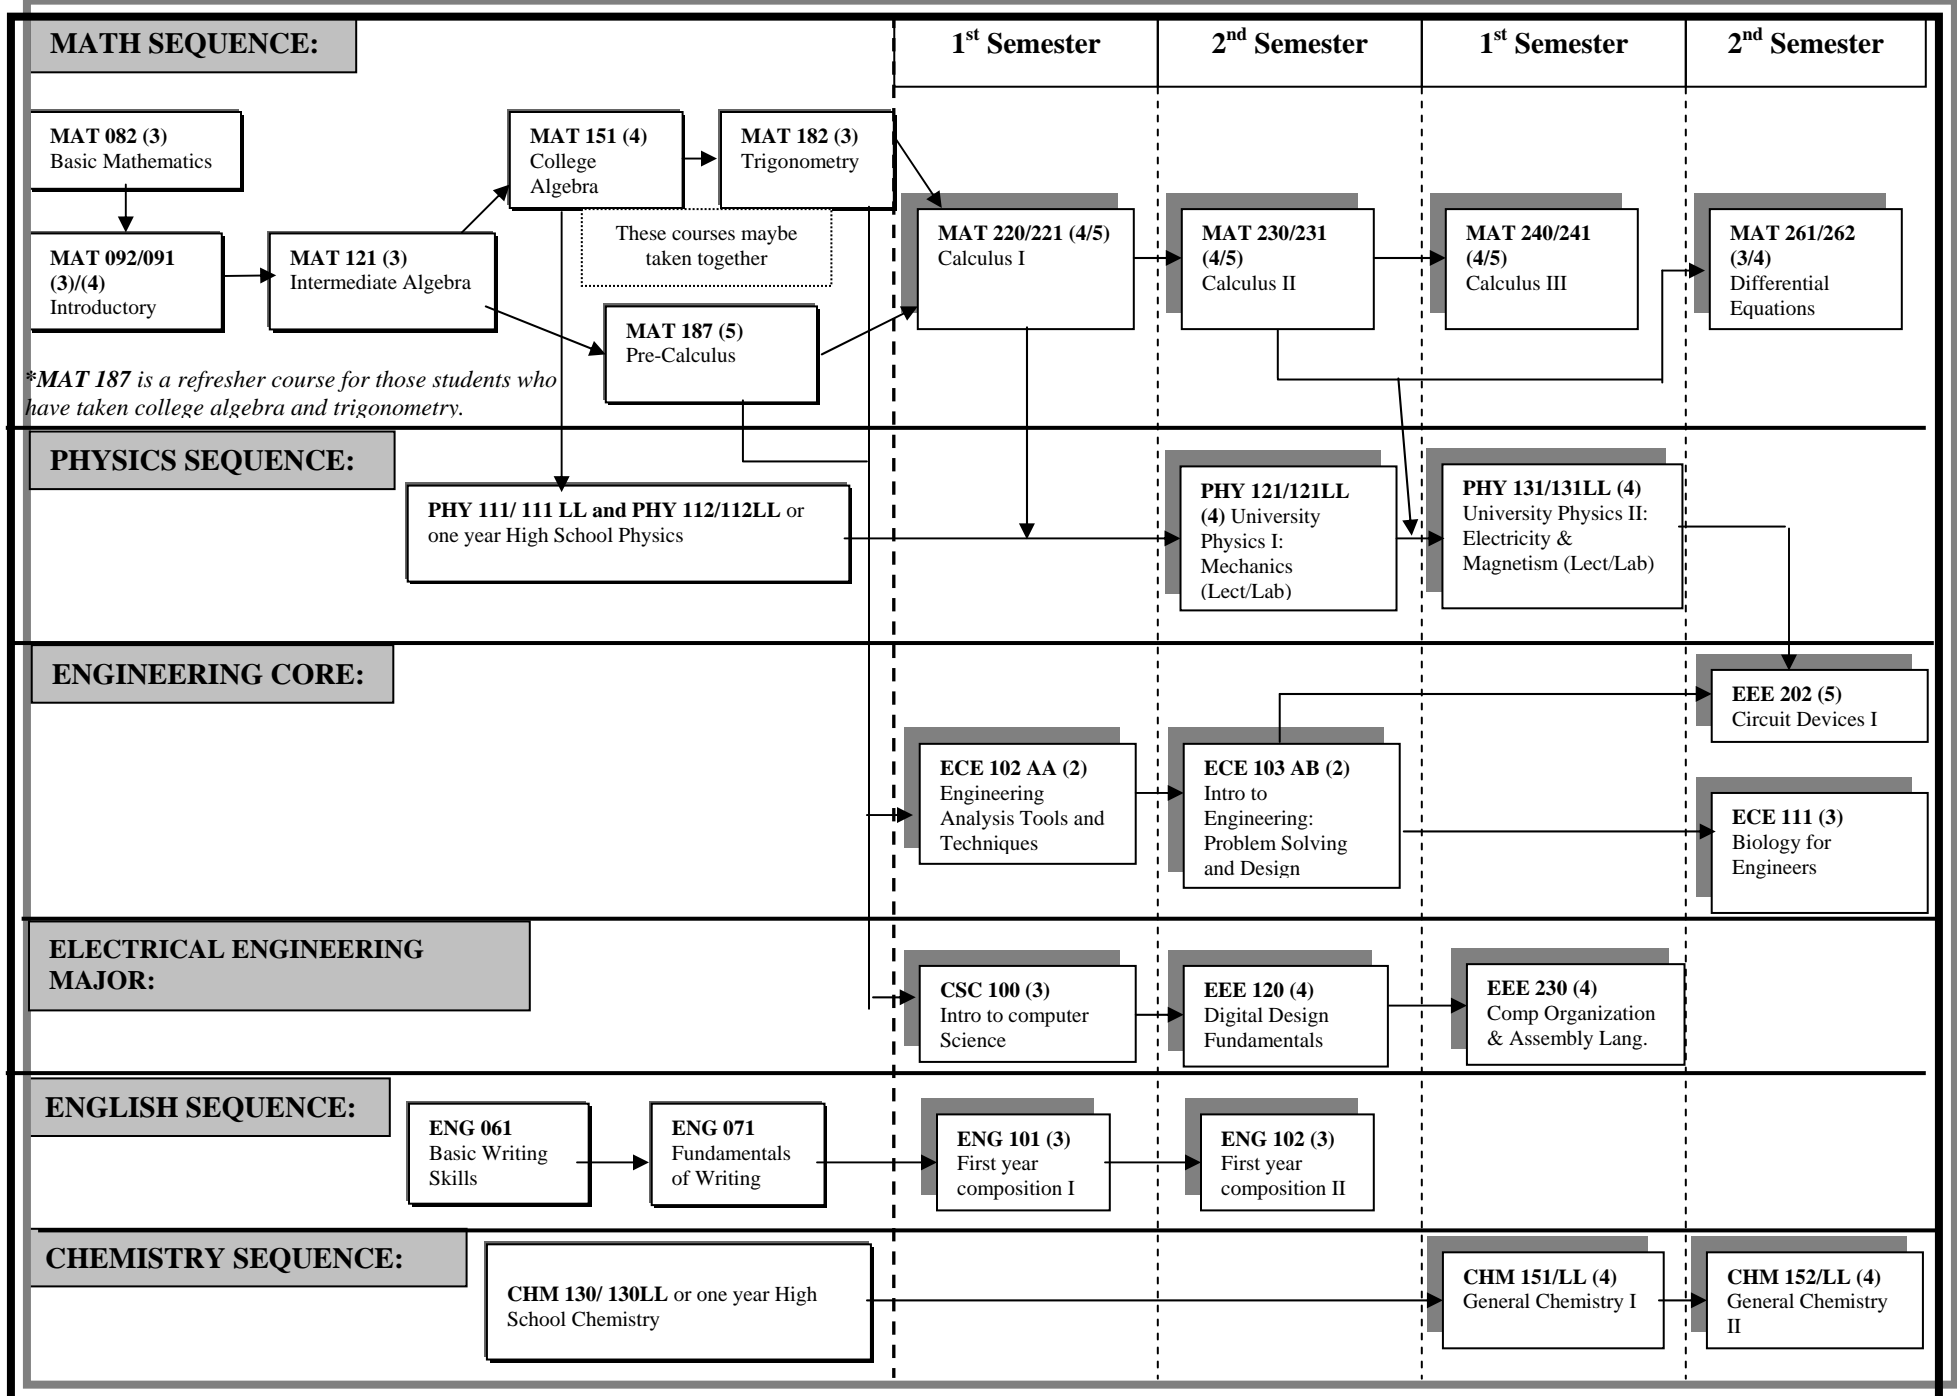 MATH SEQUENCE:
1st Semester
2nd Semester
1st Semester
2nd Semester
MAT 082 (3)
Basic Mathematics
MAT 151 (4)
College
Algebra
MAT 182 (3)
Trigonometry
These courses maybe
taken together
MAT 092/091
(3)/(4)
Introductory
MAT 121 (3)
Intermediate Algebra
MAT 187 (5)
Pre-Calculus
MAT 220/221 (4/5)
Calculus I
MAT 230/231
(4/5)
Calculus II
MAT 240/241
(4/5)
Calculus III
MAT 261/262
(3/4)
Differential
Equations
*MAT 187 is a refresher course for those students who
have taken college algebra and trigonometry.
PHYSICS SEQUENCE:
PHY 111/ 111 LL and PHY 112/112LL or
one year High School Physics
PHY 121/121LL
(4) University
Physics I:
Mechanics
(Lect/Lab)
PHY 131/131LL (4)
University Physics II:
Electricity &
Magnetism (Lect/Lab)
ENGINEERING CORE:
EEE 202 (5)
Circuit Devices I
ECE 102 AA (2)
Engineering
Analysis Tools and
Techniques
ECE 103 AB (2)
Intro to
Engineering:
Problem Solving
and Design
ECE 111 (3)
Biology for
Engineers
ELECTRICAL ENGINEERING
MAJOR:
CSC 100 (3)
Intro to computer
Science
EEE 120 (4)
Digital Design
Fundamentals
EEE 230 (4)
Comp Organization
& Assembly Lang.
ENGLISH SEQUENCE:
ENG 061
Basic Writing
Skills
ENG 071
Fundamentals
of Writing
ENG 101 (3)
First year
composition I
ENG 102 (3)
First year
composition II
CHEMISTRY SEQUENCE:
CHM 130/ 130LL or one year High
School Chemistry
CHM 151/LL (4)
General Chemistry I
CHM 152/LL (4)
General Chemistry
II